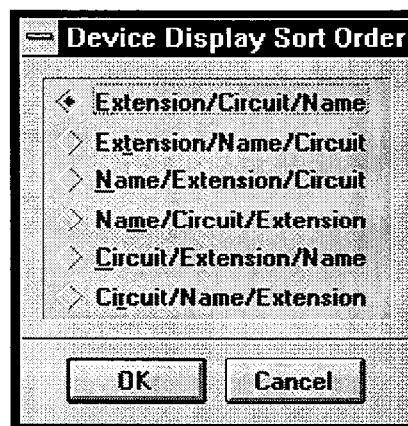 Device Display Sort Order
Extension/Circuit/Name
Extension/Name/Circuit
Name/Extension/Circuit
Name/Circuit/Extension
Circuit/Extension/Name
Circuit/Name/Extension
OK Cancel